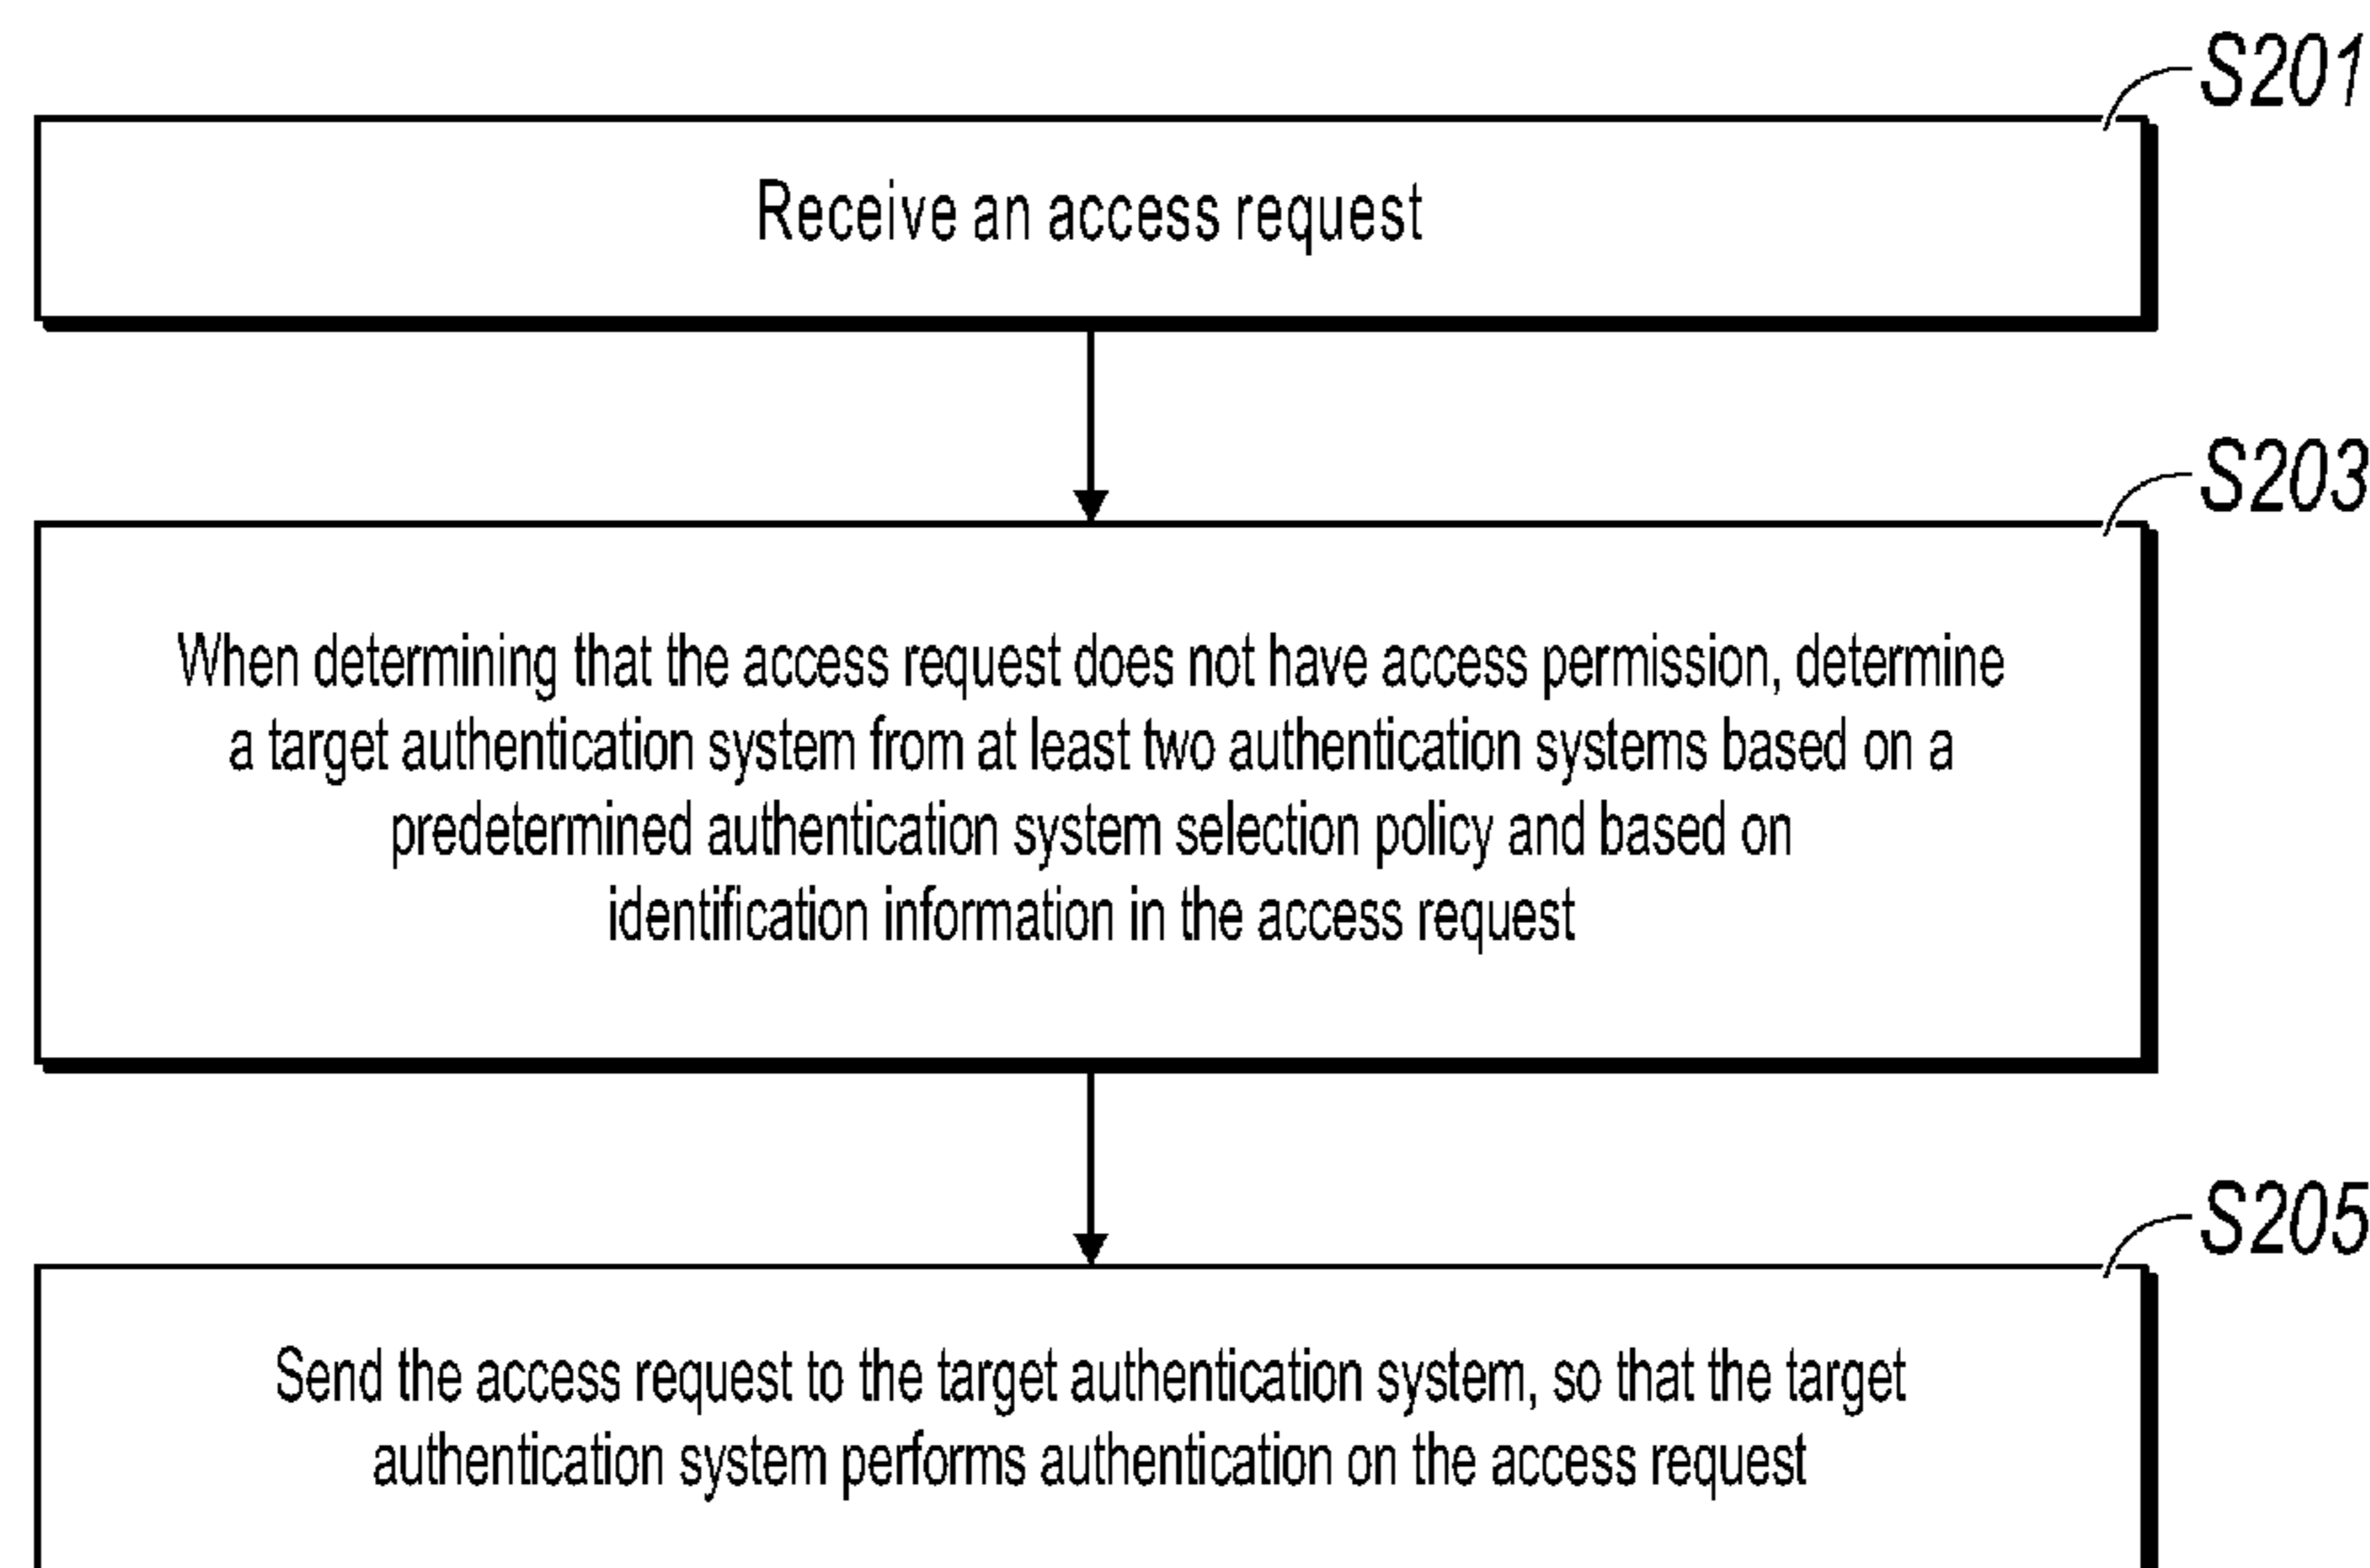 S201
Receive an access request
S203
When determining that the access request does not have access permission, determine
a target authentication system from at least two authentication systems based on a
predetermined authentication system selection policy and based on
identification information in the access request
S205
Send the access request to the target authentication system, so that the target
authentication system performs authentication on the access request